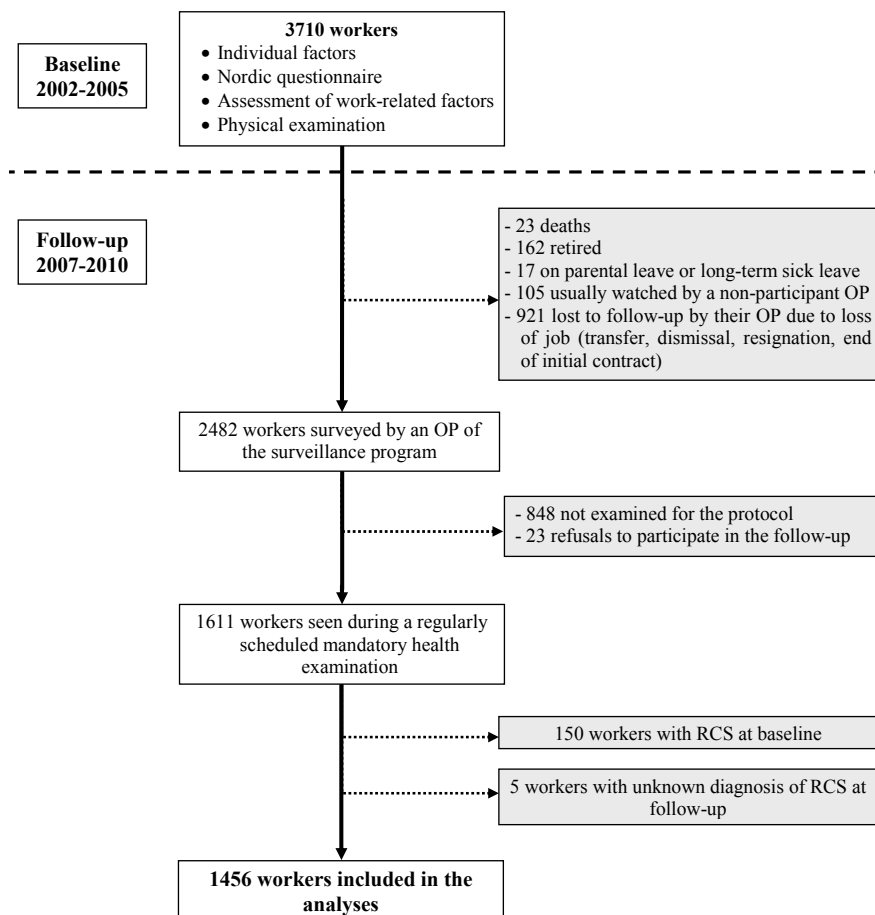 3710 workers
• Individual factors
• Nordic questionnaire
• Assessment of work-related factors
• Physical examination
Baseline
2002-2005
Follow-up
2007-2010
- 23 deaths
- 162 retired
- 17 on parental leave or long-term sick leave
- 105 usually watched by a non-participant OP
- 921 lost to follow-up by their OP due to loss
of job (transfer, dismissal, resignation, end
of initial contract)
2482 workers surveyed by an OP of
the surveillance program
- 848 not examined for the protocol
- 23 refusals to participate in the follow-up
1611 workers seen during a regularly
scheduled mandatory health
examination
150 workers with RCS at baseline
5 workers with unknown diagnosis of RCS at
follow-up
1456 workers included in the
analyses